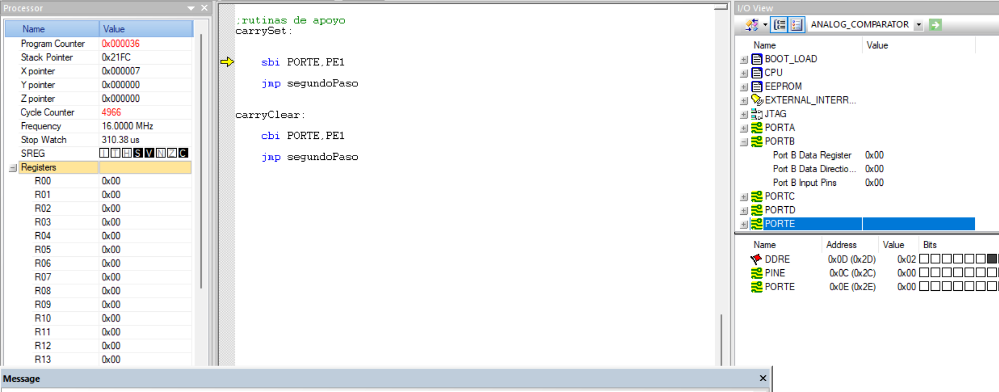 Processor
Name Value
Program Counter 0x000036
Stack Pointer 0x21FC
X pointer 0x000007
Y pointer 0x000000
Z pointer 0x000000
Cycle Counter 4966
Frequency 16.0000 MHz
Stop Watch 310.38 us
SREG I T H S V N Z C
Registers
R00 0x00
R01 0x00
R02 0x00
R03 0x00
R04 0x00
R05 0x00
R06 0x00
R07 0x00
R08 0x00
R09 0x00
R10 0x00
R11 0x00
R12 0x00
R13 0x00
;rutinas de apoyo
carrySet:
sbi PORTE,PE1
jmp segundoPaso
carryClear:
cbi PORTE,PE1
jmp segundoPaso
I/O View
ANALOG_COMPARATOR
Name Value
BOOT_LOAD
CPU
EEPROM
EXTERNAL_INTERR...
JTAG
PORTA
PORTB
Port B Data Register 0x00
Port B Data Directio... 0x00
Port B Input Pins 0x00
PORTC
PORTD
PORTE
Name Address Value Bits
DDRE 0x0D (0x2D) 0x02
PINE 0x0C (0x2C) 0x00
PORTE 0x0E (0x2E) 0x00
Message